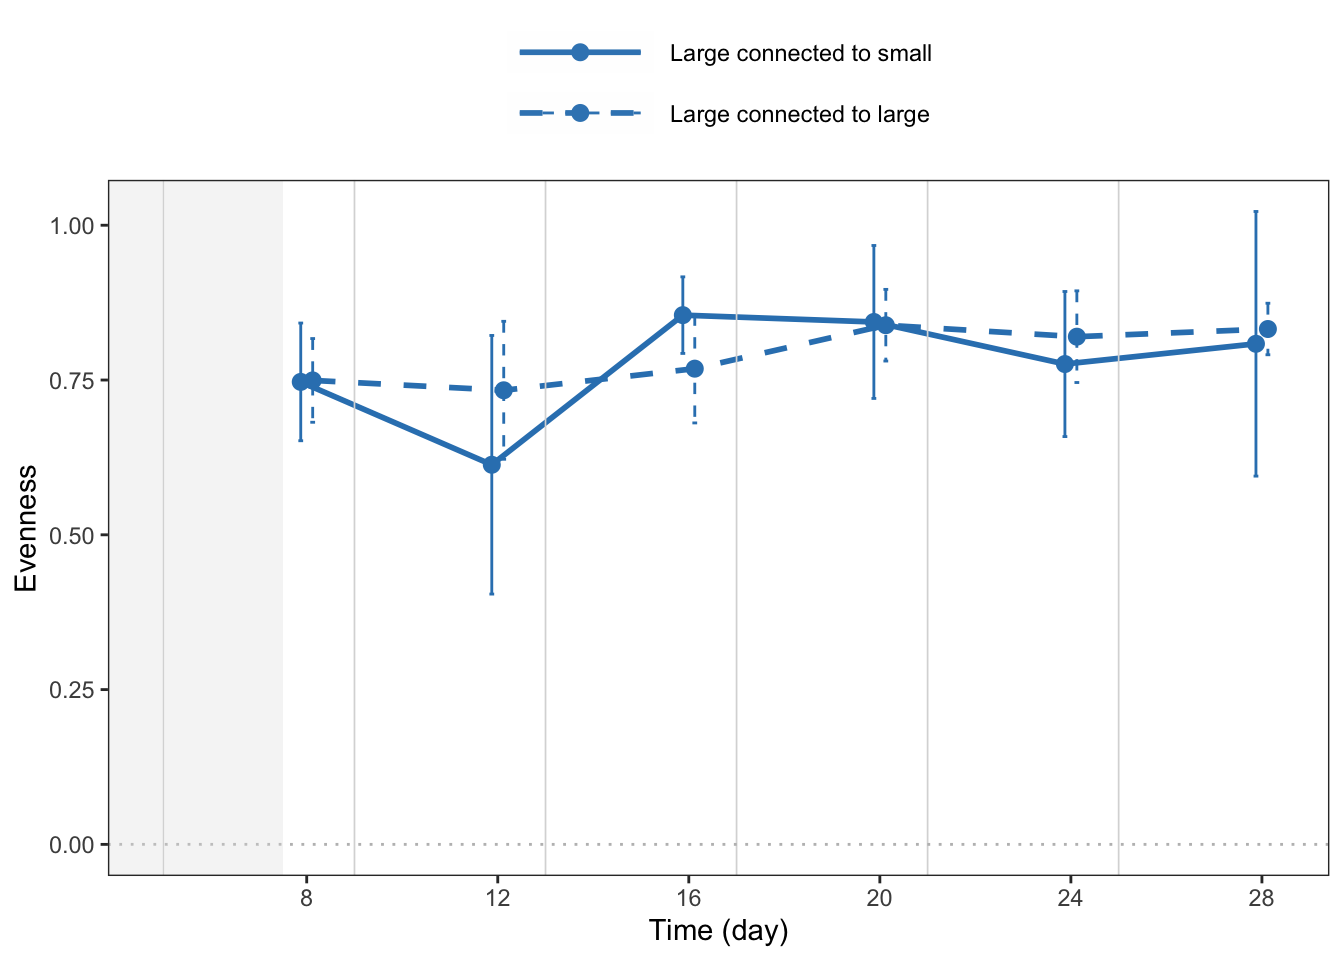 Large connected to small
Large connected to large
1.00
0.75
0.50
0.25
0.00
Evenness
8 12 16 20 24 28
Time (day)